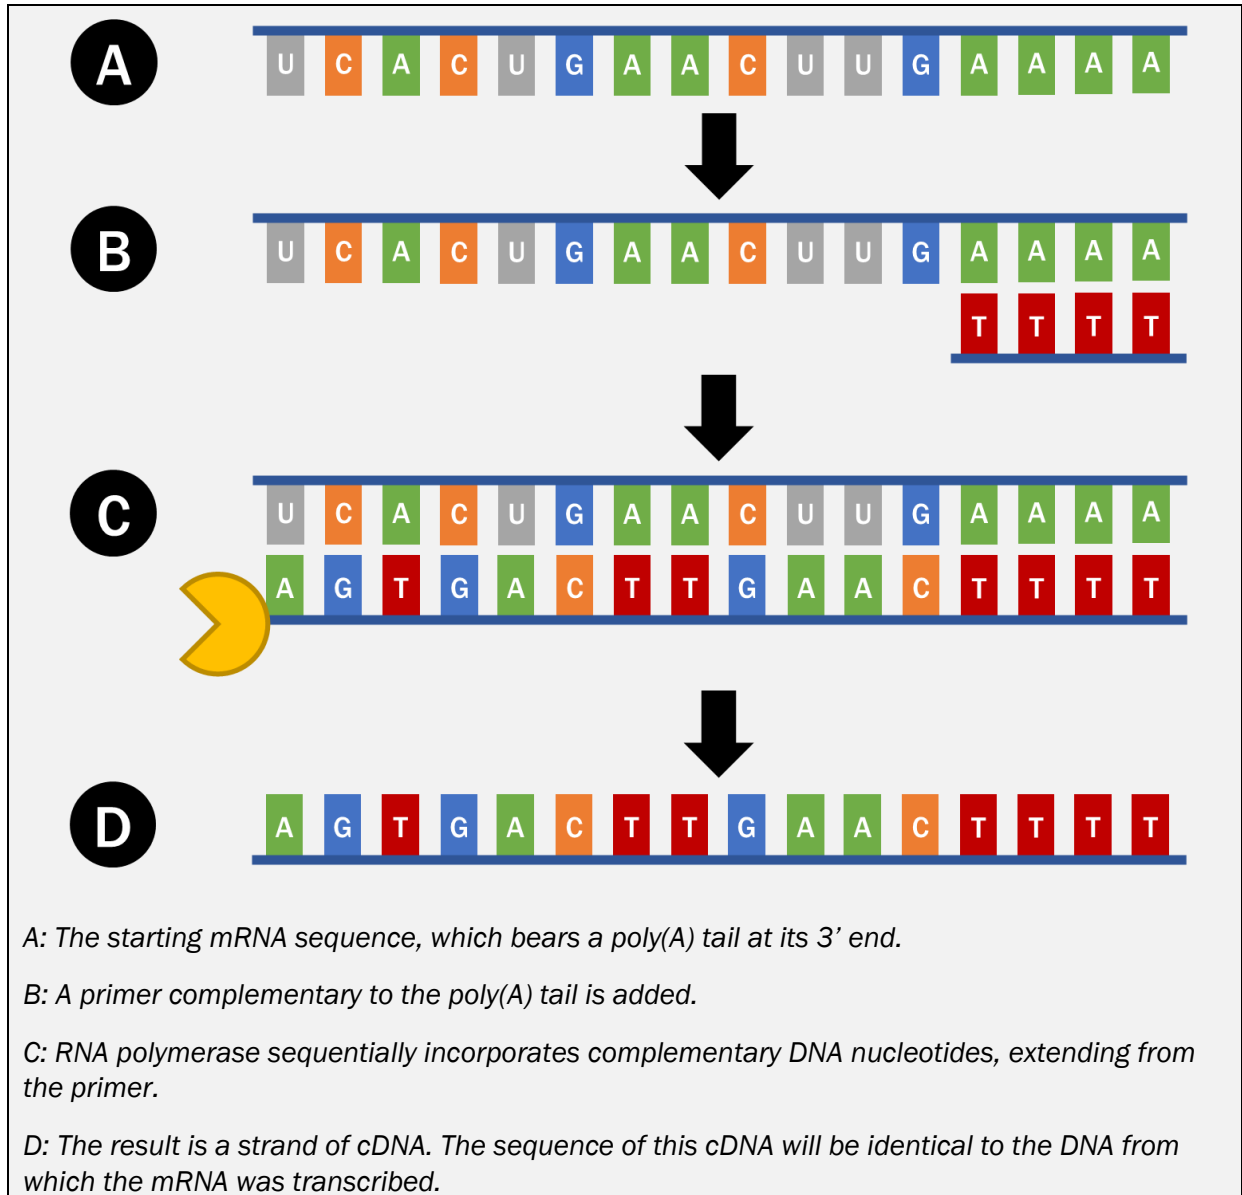 A
U C A C U G A A C U U G A A A A
B
U C A C U G A A C U U G A A A A
T T T T
C
U C A C U G A A C U U G A A A A
A G T G A C T T G A A C T T T T
D
A G T G A C T T G A A C T T T T
A: The starting mRNA sequence, which bears a poly(A) tail at its 3’ end.
B: A primer complementary to the poly(A) tail is added.
C: RNA polymerase sequentially incorporates complementary DNA nucleotides, extending from
the primer.
D: The result is a strand of cDNA. The sequence of this cDNA will be identical to the DNA from
which the mRNA was transcribed.